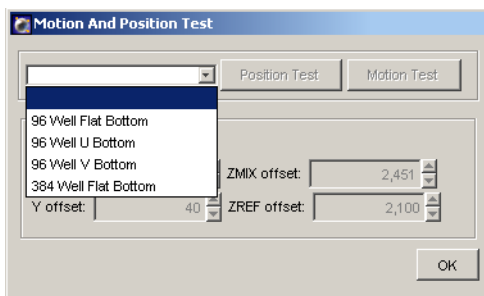 Motion And Position Test
Position Test
Motion Test
96 Well Flat Bottom
96 Well U Bottom
96 Well V Bottom
384 Well Flat Bottom
ZMIX offset: 2,451
Y offset: 40 ZREF offset: 2,100
OK